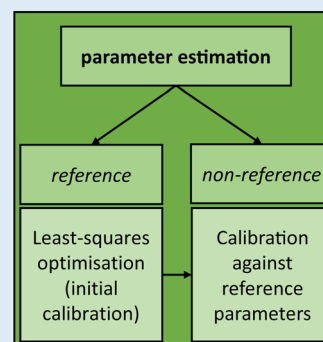 parameter estimation
reference
non-reference
Least-squares
optimisation
(initial
calibration)
Calibration
against
reference
parameters